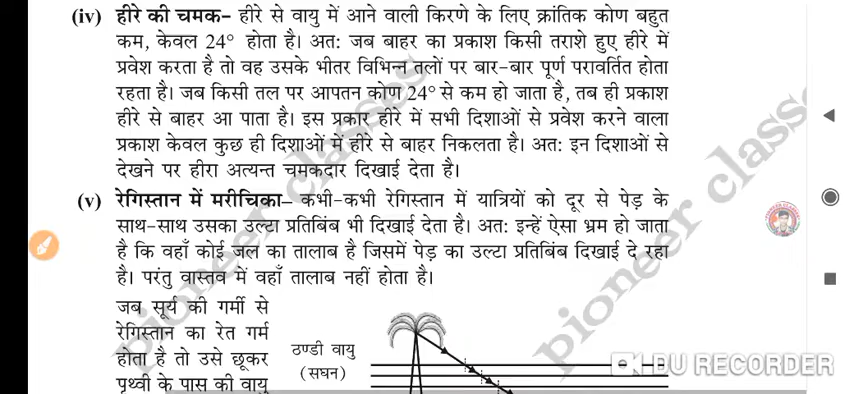 (iv) हीरे की चमक– हीरे से वायु में आने वाली किरणे के लिए क्रांतिक कोण बहुत
कम, केवल 24° होता है। अत: जब बाहर का प्रकाश किसी तराशे हुए हीरे में
प्रवेश करता है तो वह उसके भीतर विभिन्न तलों पर बार-बार पूर्ण परावर्तित होता
रहता है। जब किसी तल पर आपतन कोण 24° से कम हो जाता है, तब ही प्रकाश
हीरे से बाहर आ पाता है। इस प्रकार हीरे में सभी दिशाओं से प्रवेश करने वाला
प्रकाश केवल कुछ ही दिशाओं में हीरे से बाहर निकलता है। अत: इन दिशाओं से
देखने पर हीरा अत्यन्त चमकदार दिखाई देता है।
(v) रेगिस्तान में मरीचिका– कभी-कभी रेगिस्तान में यात्रियों को दूर से पेड़ के
साथ-साथ उसका उल्टा प्रतिबिंब भी दिखाई देता है। अत: इन्हें ऐसा भ्रम हो जाता
है कि वहाँ कोई जल का तालाब है जिसमें पेड़ का उल्टा प्रतिबिंब दिखाई दे रहा
है। परंतु वास्तव में वहाँ तालाब नहीं होता है।
जब सूर्य की गर्मी से
रेगिस्तान का रेत गर्म
होता है तो उसे छूकर
पृथ्वी के पास की वायु
ठण्डी वायु
(सघन)
pioneer classes
pioneer classes
DU RECORDER